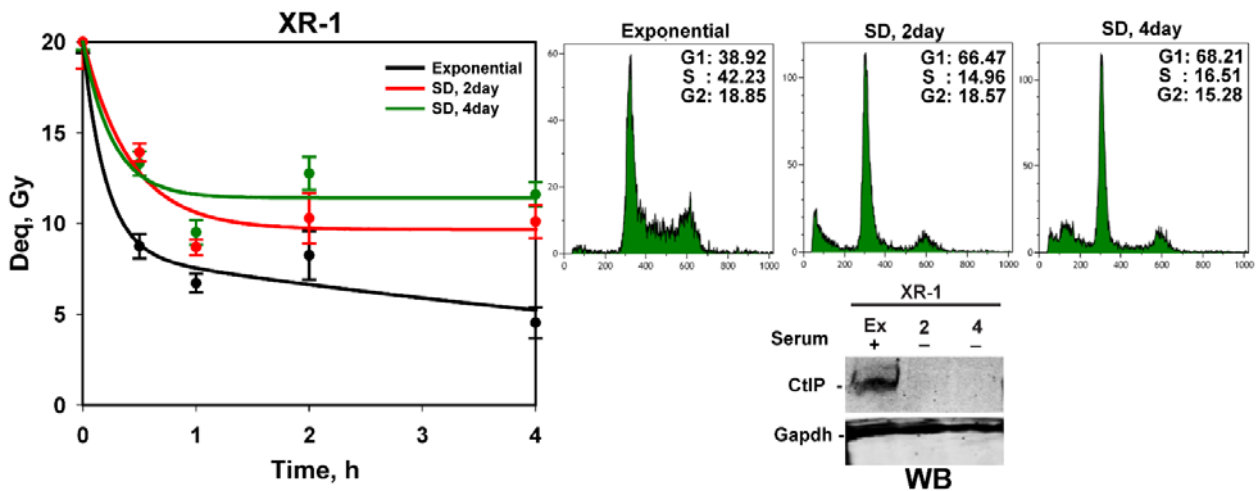 XR-1
Deq, Gy
20
15
10
5
0
0 1 2 3 4
Time, h
Exponential
SD, 2day
SD, 4day
Exponential
G1: 38.92
S : 42.23
G2: 18.85
60
40
20
0
0 200 400 600 800 1000
SD, 2day
G1: 66.47
S : 14.96
G2: 18.57
100
50
0
0 200 400 600 800 1000
SD, 4day
G1: 68.21
S : 16.51
G2: 15.28
100
50
0
0 200 400 600 800 1000
XR-1
Ex 2 4
Serum + – –
CtIP -
Gapdh -
WB